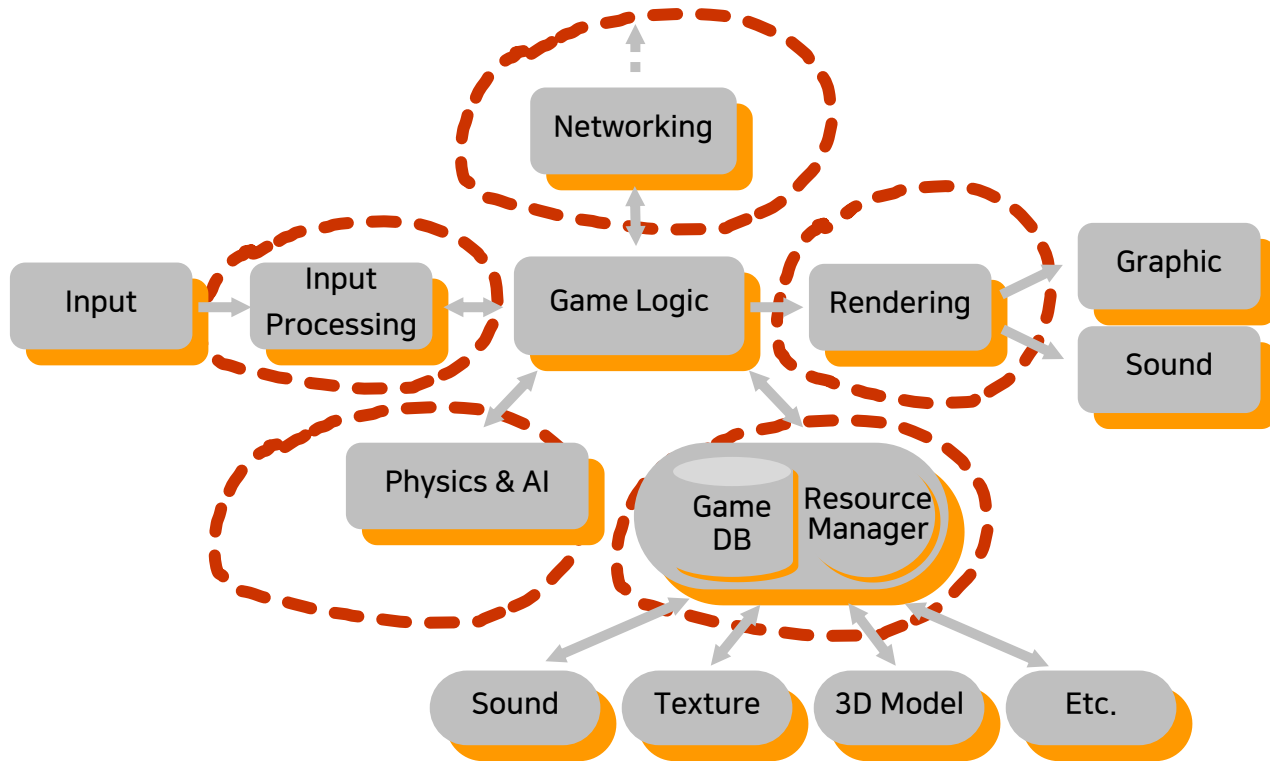 Networking
Input
Input
Processing
Game Logic
Rendering
Graphic
Sound
Physics & AI
Game
DB
Resource
Manager
Sound
Texture
3D Model
Etc.